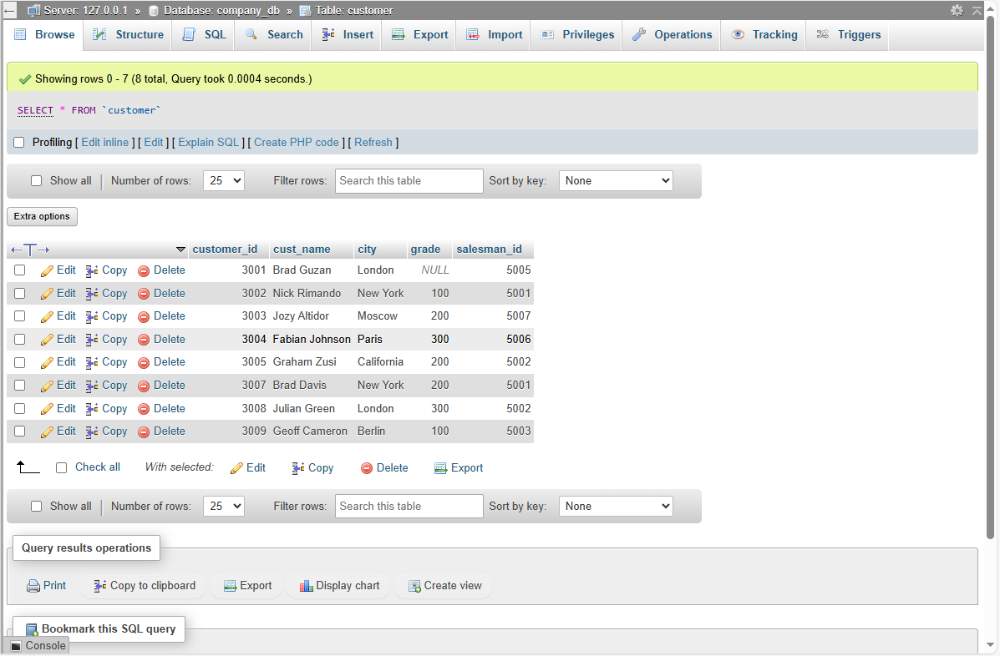 Server: 127.0.0.1 » Database: company_db » Table: customer
Browse Structure SQL Search Insert Export Import Privileges Operations Tracking Triggers
Showing rows 0 - 7 (8 total, Query took 0.0004 seconds.)
SELECT * FROM `customer`
Profiling [ Edit inline ] [ Edit ] [ Explain SQL ] [ Create PHP code ] [ Refresh ]
Show all Number of rows: 25 Filter rows: Search this table Sort by key: None
Extra options
customer_id cust_name city grade salesman_id
Edit Copy Delete 3001 Brad Guzan London NULL 5005
Edit Copy Delete 3002 Nick Rimando New York 100 5001
Edit Copy Delete 3003 Jozy Altidor Moscow 200 5007
Edit Copy Delete 3004 Fabian Johnson Paris 300 5006
Edit Copy Delete 3005 Graham Zusi California 200 5002
Edit Copy Delete 3007 Brad Davis New York 200 5001
Edit Copy Delete 3008 Julian Green London 300 5002
Edit Copy Delete 3009 Geoff Cameron Berlin 100 5003
Check all With selected: Edit Copy Delete Export
Show all Number of rows: 25 Filter rows: Search this table Sort by key: None
Query results operations
Print Copy to clipboard Export Display chart Create view
Bookmark this SQL query
Console